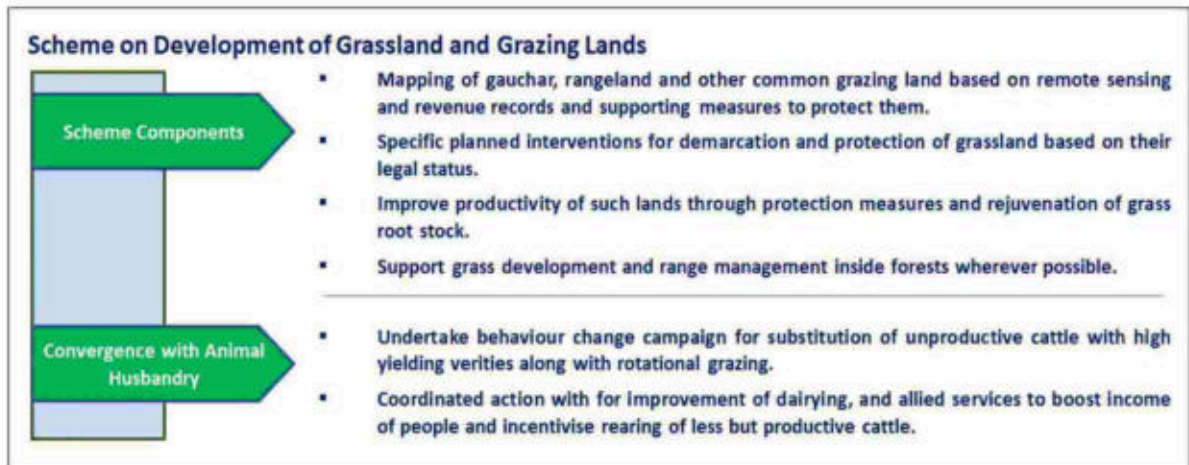 Scheme on Development of Grassland and Grazing Lands
Scheme Components
▪ Mapping of gauchar, rangeland and other common grazing land based on remote sensing
and revenue records and supporting measures to protect them.
▪ Specific planned interventions for demarcation and protection of grassland based on their
legal status.
▪ Improve productivity of such lands through protection measures and rejuvenation of grass
root stock.
▪ Support grass development and range management inside forests wherever possible.
Convergence with Animal
Husbandry
▪ Undertake behaviour change campaign for substitution of unproductive cattle with high
yielding verities along with rotational grazing.
▪ Coordinated action with for improvement of dairying, and allied services to boost income
of people and incentivise rearing of less but productive cattle.